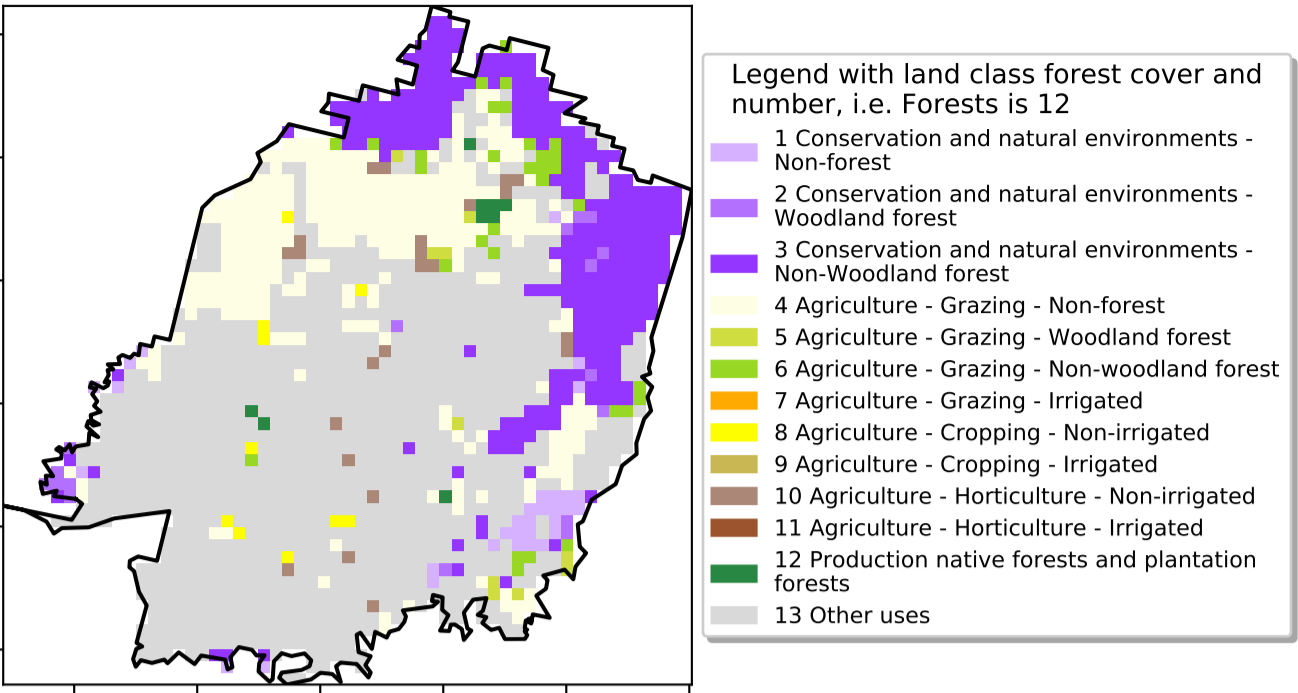 Legend with land class forest cover and
number, i.e. Forests is 12
1 Conservation and natural environments -
Non-forest
2 Conservation and natural environments -
Woodland forest
3 Conservation and natural environments -
Non-Woodland forest
4 Agriculture - Grazing - Non-forest
5 Agriculture - Grazing - Woodland forest
6 Agriculture - Grazing - Non-woodland forest
7 Agriculture - Grazing - Irrigated
8 Agriculture - Cropping - Non-irrigated
9 Agriculture - Cropping - Irrigated
10 Agriculture - Horticulture - Non-irrigated
11 Agriculture - Horticulture - Irrigated
12 Production native forests and plantation
forests
13 Other uses